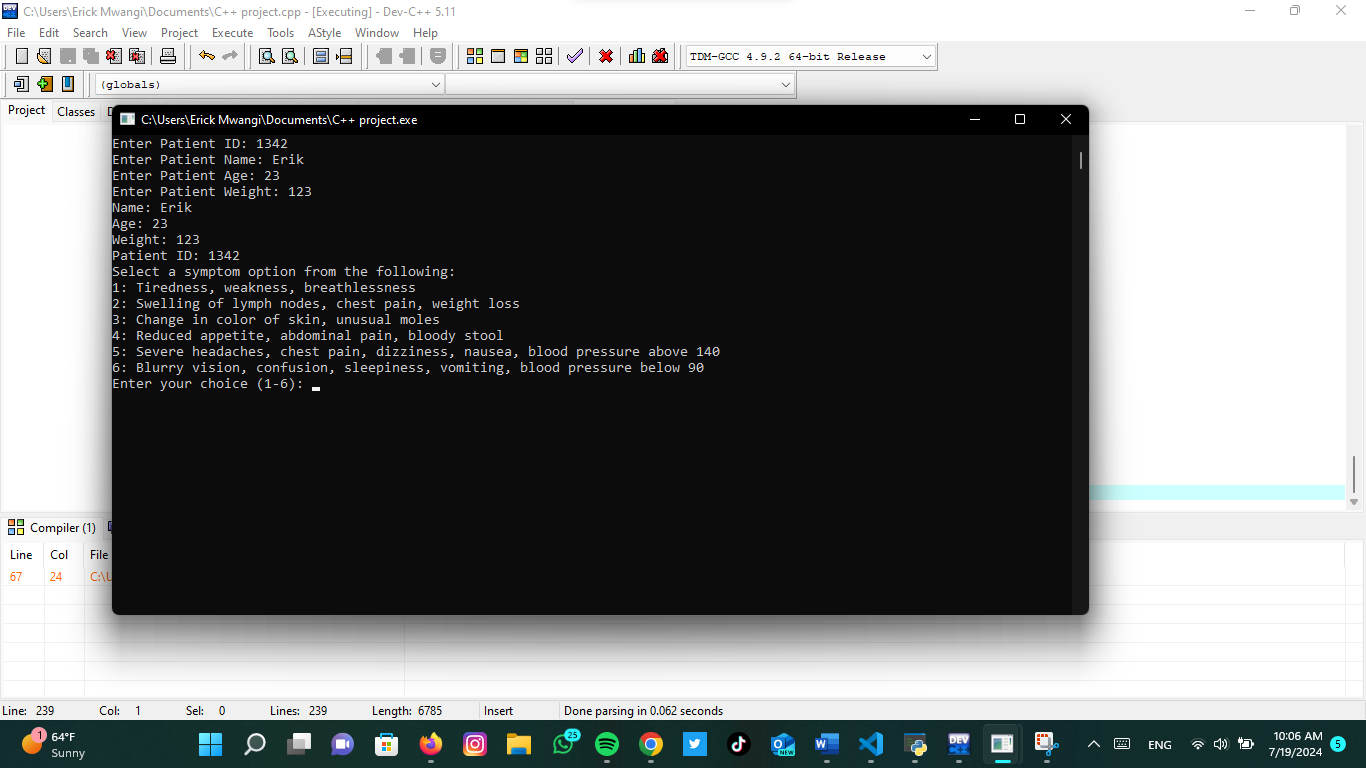 C:\Users\Erick Mwangi\Documents\C++ project.cpp - [Executing] - Dev-C++ 5.11
File Edit Search View Project Execute Tools AStyle Window Help
TDM-GCC 4.9.2 64-bit Release
(globals)
Project Classes
C:\Users\Erick Mwangi\Documents\C++ project.exe
Enter Patient ID: 1342
Enter Patient Name: Erik
Enter Patient Age: 23
Enter Patient Weight: 123
Name: Erik
Age: 23
Weight: 123
Patient ID: 1342
Select a symptom option from the following:
1: Tiredness, weakness, breathlessness
2: Swelling of lymph nodes, chest pain, weight loss
3: Change in color of skin, unusual moles
4: Reduced appetite, abdominal pain, bloody stool
5: Severe headaches, chest pain, dizziness, nausea, blood pressure above 140
6: Blurry vision, confusion, sleepiness, vomiting, blood pressure below 90
Enter your choice (1-6):
Compiler (1)
Line Col File
67 24
Line: 239 Col: 1 Sel: 0 Lines: 239 Length: 6785 Insert Done parsing in 0.062 seconds
1 64°F
Sunny
25
NEW
DEV
ENG
10:06 AM
7/19/2024
5